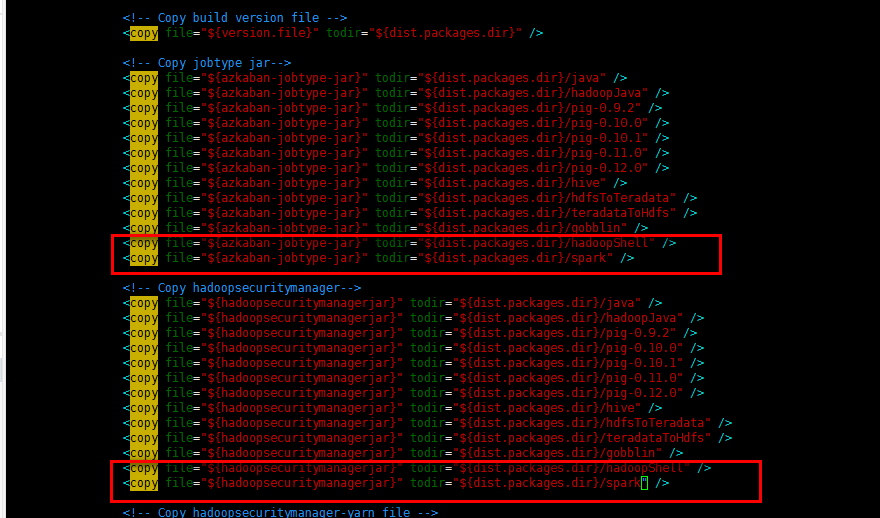 <!-- Copy build version file -->
<copy file="${version.file}" todir="${dist.packages.dir}" />
<!-- Copy jobtype jar-->
<copy file="${azkaban-jobtype-jar}" todir="${dist.packages.dir}/java" />
<copy file="${azkaban-jobtype-jar}" todir="${dist.packages.dir}/hadoopJava" />
<copy file="${azkaban-jobtype-jar}" todir="${dist.packages.dir}/pig-0.9.2" />
<copy file="${azkaban-jobtype-jar}" todir="${dist.packages.dir}/pig-0.10.0" />
<copy file="${azkaban-jobtype-jar}" todir="${dist.packages.dir}/pig-0.10.1" />
<copy file="${azkaban-jobtype-jar}" todir="${dist.packages.dir}/pig-0.11.0" />
<copy file="${azkaban-jobtype-jar}" todir="${dist.packages.dir}/pig-0.12.0" />
<copy file="${azkaban-jobtype-jar}" todir="${dist.packages.dir}/hive" />
<copy file="${azkaban-jobtype-jar}" todir="${dist.packages.dir}/hdfsToTeradata" />
<copy file="${azkaban-jobtype-jar}" todir="${dist.packages.dir}/teradataToHdfs" />
<copy file="${azkaban-jobtype-jar}" todir="${dist.packages.dir}/gobblin" />
<copy file="${azkaban-jobtype-jar}" todir="${dist.packages.dir}/hadoopShell" />
<copy file="${azkaban-jobtype-jar}" todir="${dist.packages.dir}/spark" />
<!-- Copy hadoopsecuritymanager-->
<copy file="${hadoopsecuritymanagerjar}" todir="${dist.packages.dir}/java" />
<copy file="${hadoopsecuritymanagerjar}" todir="${dist.packages.dir}/hadoopJava" />
<copy file="${hadoopsecuritymanagerjar}" todir="${dist.packages.dir}/pig-0.9.2" />
<copy file="${hadoopsecuritymanagerjar}" todir="${dist.packages.dir}/pig-0.10.0" />
<copy file="${hadoopsecuritymanagerjar}" todir="${dist.packages.dir}/pig-0.10.1" />
<copy file="${hadoopsecuritymanagerjar}" todir="${dist.packages.dir}/pig-0.11.0" />
<copy file="${hadoopsecuritymanagerjar}" todir="${dist.packages.dir}/pig-0.12.0" />
<copy file="${hadoopsecuritymanagerjar}" todir="${dist.packages.dir}/hive" />
<copy file="${hadoopsecuritymanagerjar}" todir="${dist.packages.dir}/hdfsToTeradata" />
<copy file="${hadoopsecuritymanagerjar}" todir="${dist.packages.dir}/teradataToHdfs" />
<copy file="${hadoopsecuritymanagerjar}" todir="${dist.packages.dir}/gobblin" />
<copy file="${hadoopsecuritymanagerjar}" todir="${dist.packages.dir}/hadoopShell" />
<copy file="${hadoopsecuritymanagerjar}" todir="${dist.packages.dir}/spark" />
<!-- Copy hadoopsecuritymanager-yarn file -->